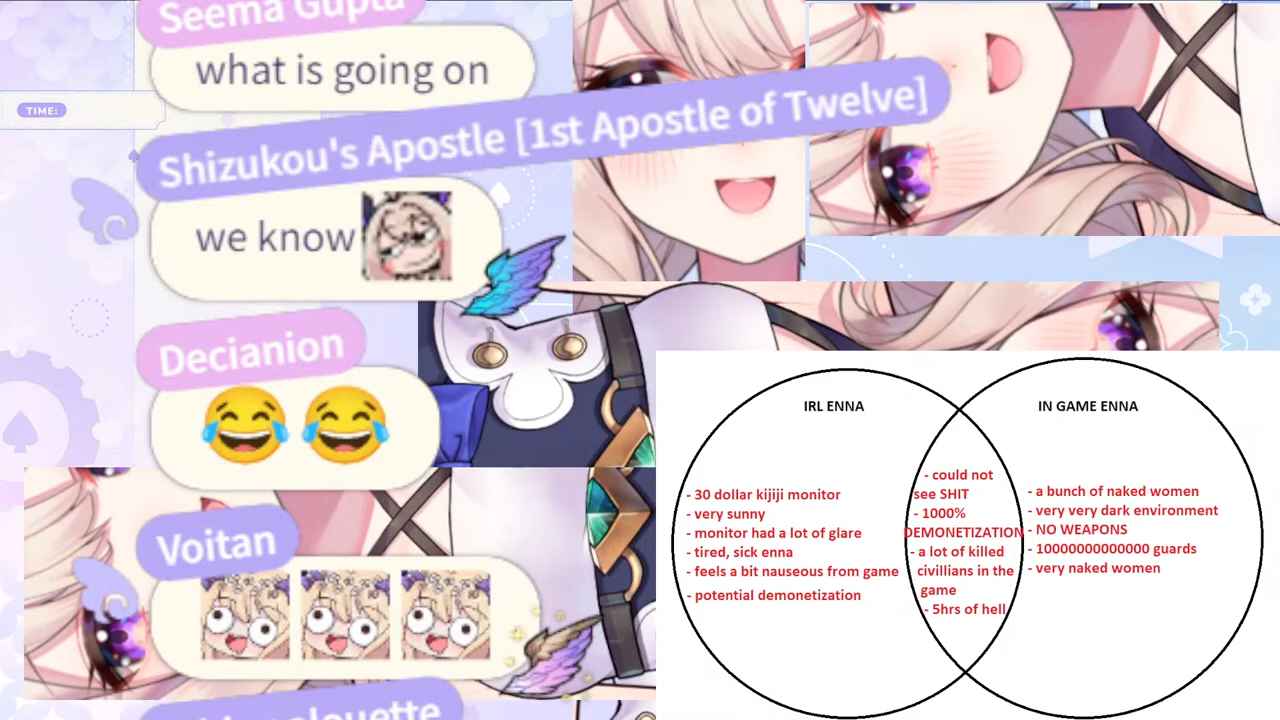 Seema Gupta
what is going on
TIME:
Shizukou's Apostle [1st Apostle of Twelve]
we know
Decianion
Voitan
IRL ENNA
- 30 dollar kijiji monitor
- very sunny
- monitor had a lot of glare
- tired, sick enna
- feels a bit nauseous from game
- potential demonetization
- could not
see SHIT
- 1000%
DEMONETIZATION
- a lot of killed
civillians in the
game
- 5hrs of hell
IN GAME ENNA
- a bunch of naked women
- very very dark environment
- NO WEAPONS
- 10000000000000 guards
- very naked women